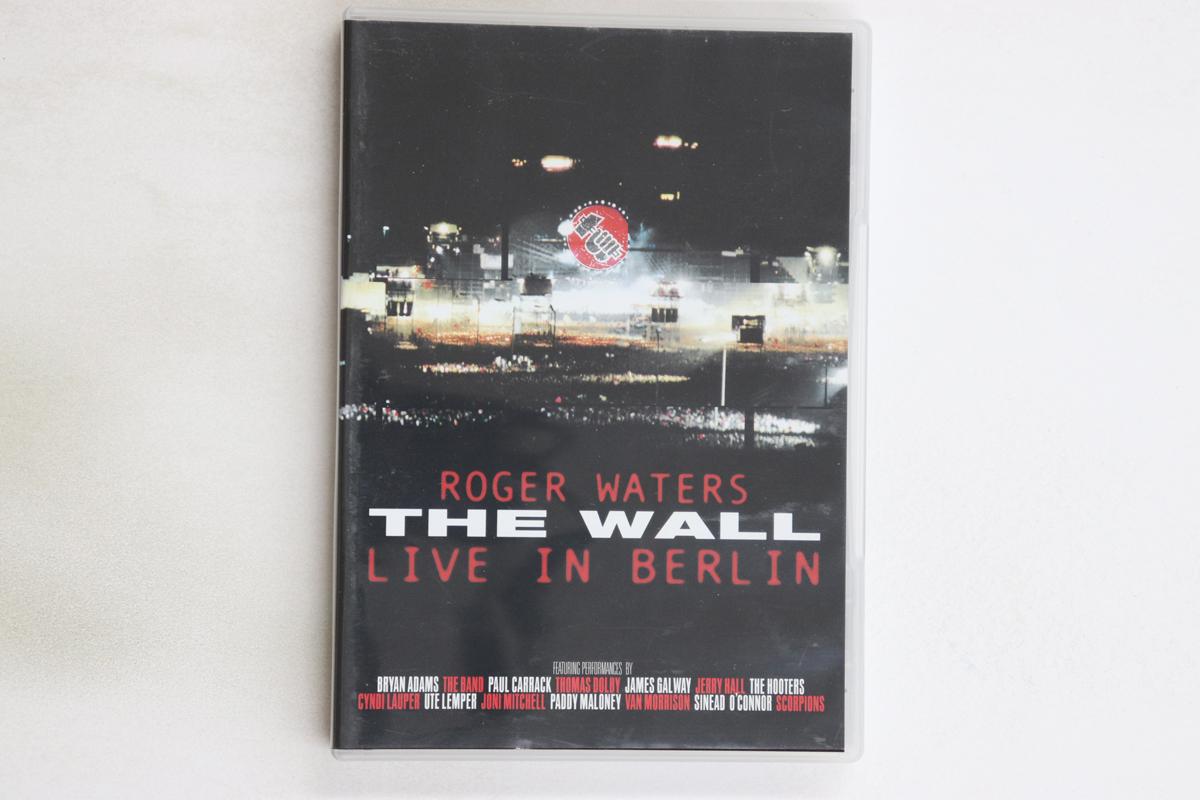 ROGER WATERS
THE WALL
LIVE IN BERLIN
FEATURING PERFORMANCES BY
BRYAN ADAMS THE BAND PAUL CARRACK THOMAS DOLBY JAMES GALWAY JERRY HALL THE HOOTERS
CYNDI LAUPER UTE LEMPER JONI MITCHELL PADDY MALONEY VAN MORRISON SINEAD O'CONNOR SCORPIONS